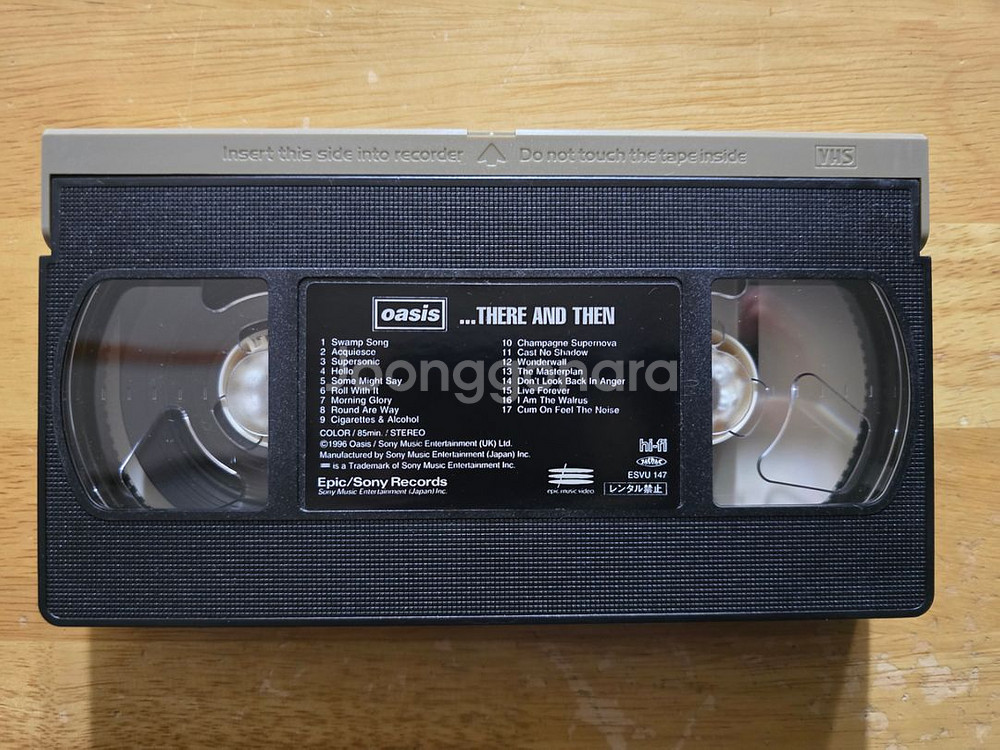 Insert this side into recorder
Do not touch the tape inside
VHS
oasis
...THERE AND THEN
1 Swamp Song
2 Acquiesce
3 Supersonic
4 Hello
5 Some Might Say
6 Roll With It
7 Morning Glory
8 Round Are Way
9 Cigarettes & Alcohol
10 Champagne Supernova
11 Cast No Shadow
12 Wonderwall
13 The Masterplan
14 Don't Look Back In Anger
15 Live Forever
16 I Am The Walrus
17 Cum On Feel The Noise
COLOR / 85min. / STEREO
©1996 Oasis / Sony Music Entertainment (UK) Ltd.
Manufactured by Sony Music Entertainment (Japan) Inc.
is a Trademark of Sony Music Entertainment Inc.
Epic/Sony Records
Sony Music Entertainment (Japan) Inc.
epic music video
hi-fi
ESVU 147
レンタル禁止